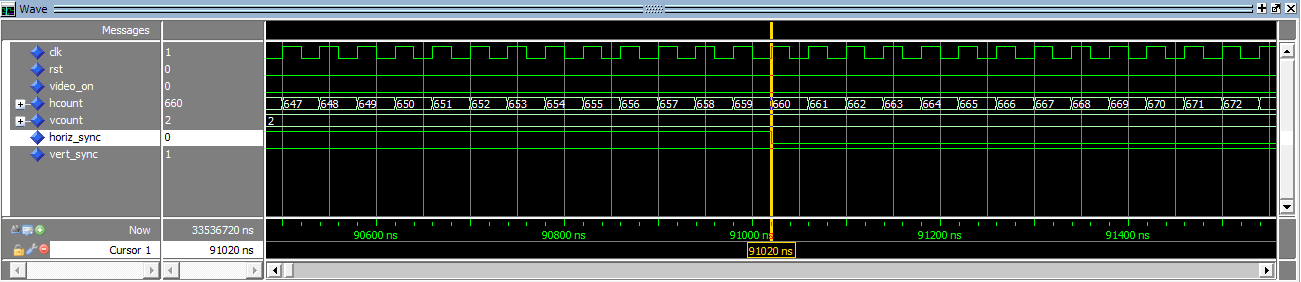 Wave
Messages
clk 1
rst 0
video_on 0
hcount 660 647 648 649 650 651 652 653 654 655 656 657 658 659 660 661 662 663 664 665 666 667 668 669 670 671 672
vcount 2 2
horiz_sync 0
vert_sync 1
Now 33536720 ns 90600 ns 90800 ns 91000 ns 91200 ns 91400 ns
Cursor 1 91020 ns 91020 ns